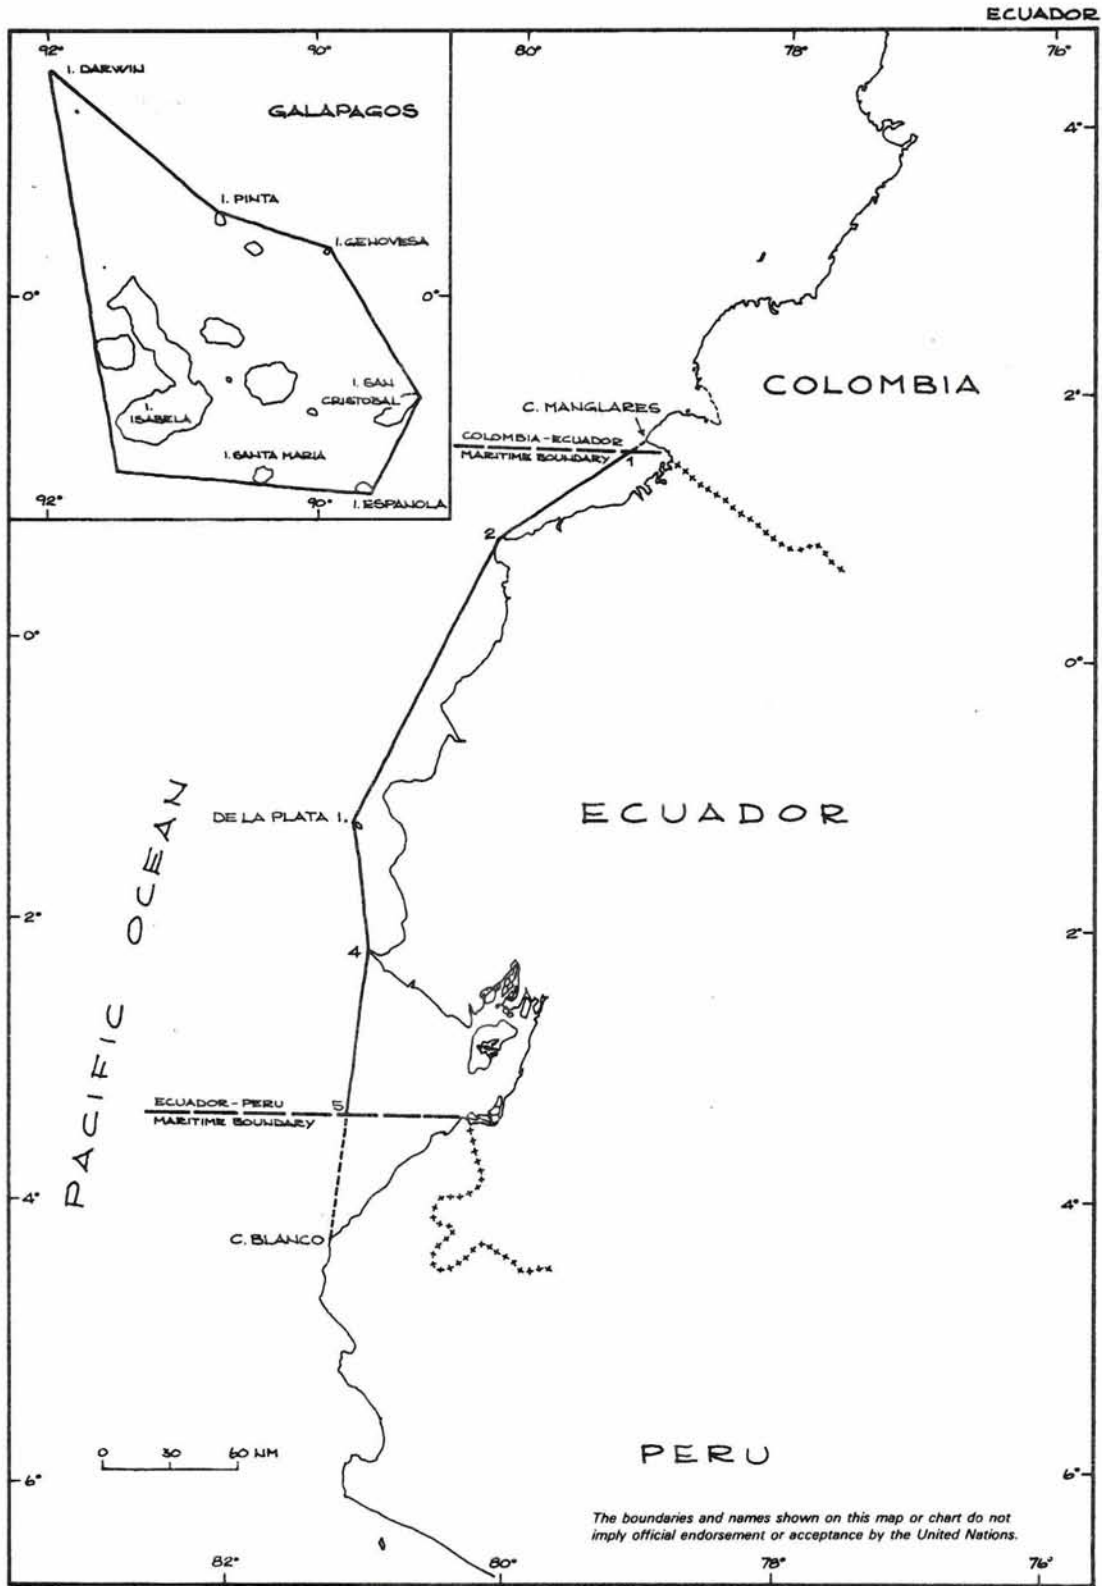 ECUADOR
92°
90°
80°
78°
76°
I. DARWIN
GALAPAGOS
4°
I. PINTA
I. GENOVESA
0°
0°
I. SAN
CRISTOBAL
COLOMBIA
2°
C. MANGLARES
I.
ISABELA
COLOMBIA-ECUADOR
MARITIME BOUNDARY
1
I. SANTA MARIA
I. ESPANOLA
92°
90°
2
0°
0°
DE LA PLATA I.
ECUADOR
PACIFIC OCEAN
2°
2°
4
ECUADOR-PERU
MARITIME BOUNDARY
5
4°
4°
C. BLANCO
0 30 60 NM
PERU
6°
6°
The boundaries and names shown on this map or chart do not
imply official endorsement or acceptance by the United Nations.
82°
80°
78°
76°